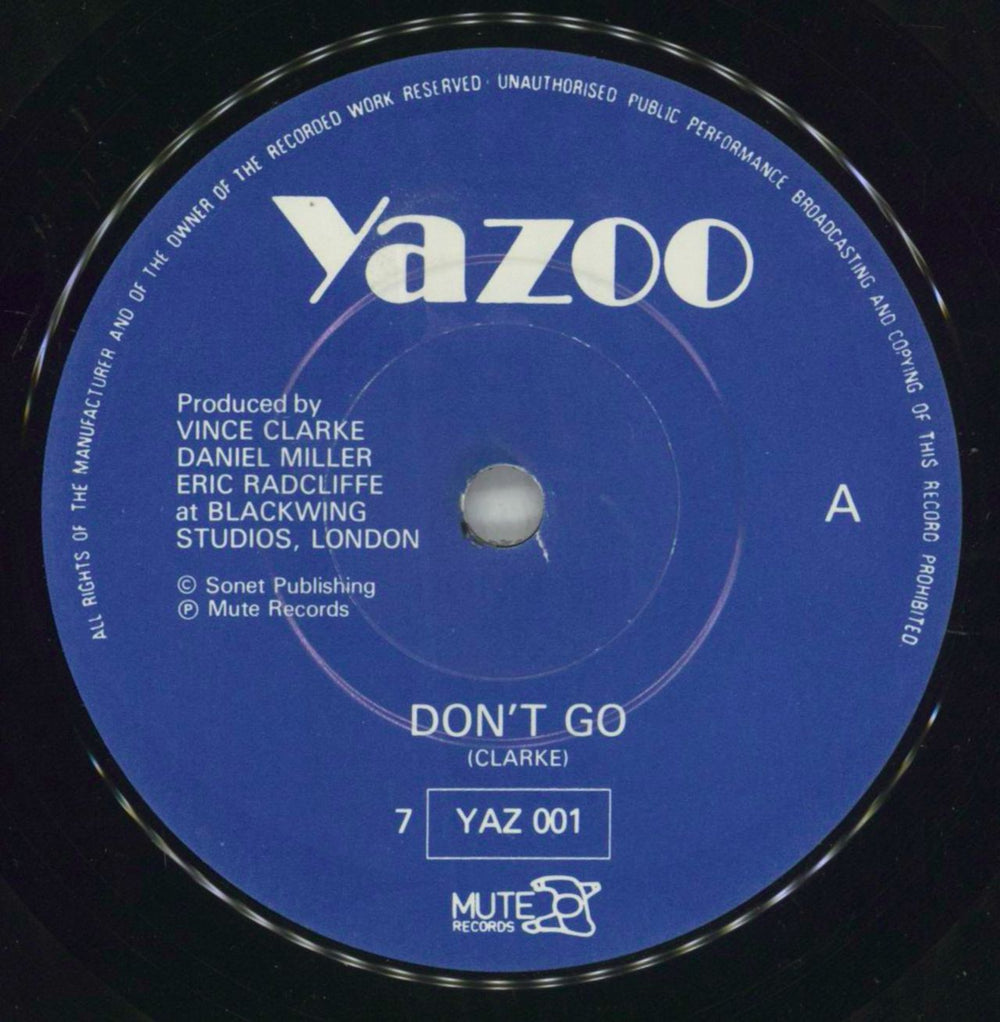 ALL RIGHTS OF THE MANUFACTURER AND OF THE OWNER OF THE RECORDED WORK RESERVED · UNAUTHORISED PUBLIC PERFORMANCE BROADCASTING AND COPYING OF THIS RECORD PROHIBITED
Yazoo
Produced by
VINCE CLARKE
DANIEL MILLER
ERIC RADCLIFFE
at BLACKWING
STUDIOS, LONDON
© Sonet Publishing
℗ Mute Records
A
DON'T GO
(CLARKE)
7 YAZ 001
MUTE
RECORDS